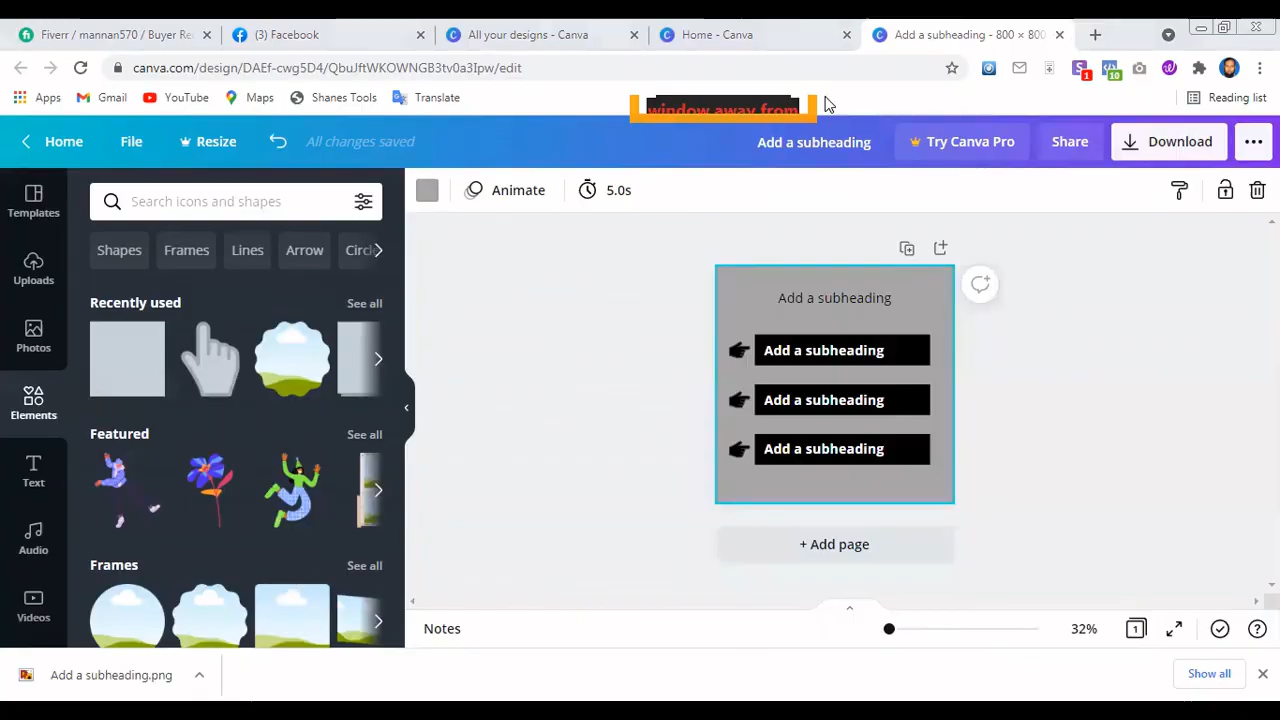 Fiverr / mannan570 / Buyer Re
(3) Facebook
All your designs - Canva
Home - Canva
Add a subheading - 800 × 800
canva.com/design/DAEf-cwg5D4/QbuJftWKOWNGB3tv0a3Ipw/edit
1
10
Apps
Gmail
YouTube
Maps
Shanes Tools
Translate
window away from
Reading list
Home
File
Resize
All changes saved
Add a subheading
Try Canva Pro
Share
Download
Templates
Uploads
Photos
Elements
Text
Audio
Videos
Search icons and shapes
Shapes
Frames
Lines
Arrow
Circl
Recently used
See all
Featured
See all
Frames
See all
Animate
5.0s
Add a subheading
Add a subheading
Add a subheading
Add a subheading
+ Add page
Notes
32%
1
Add a subheading.png
Show all